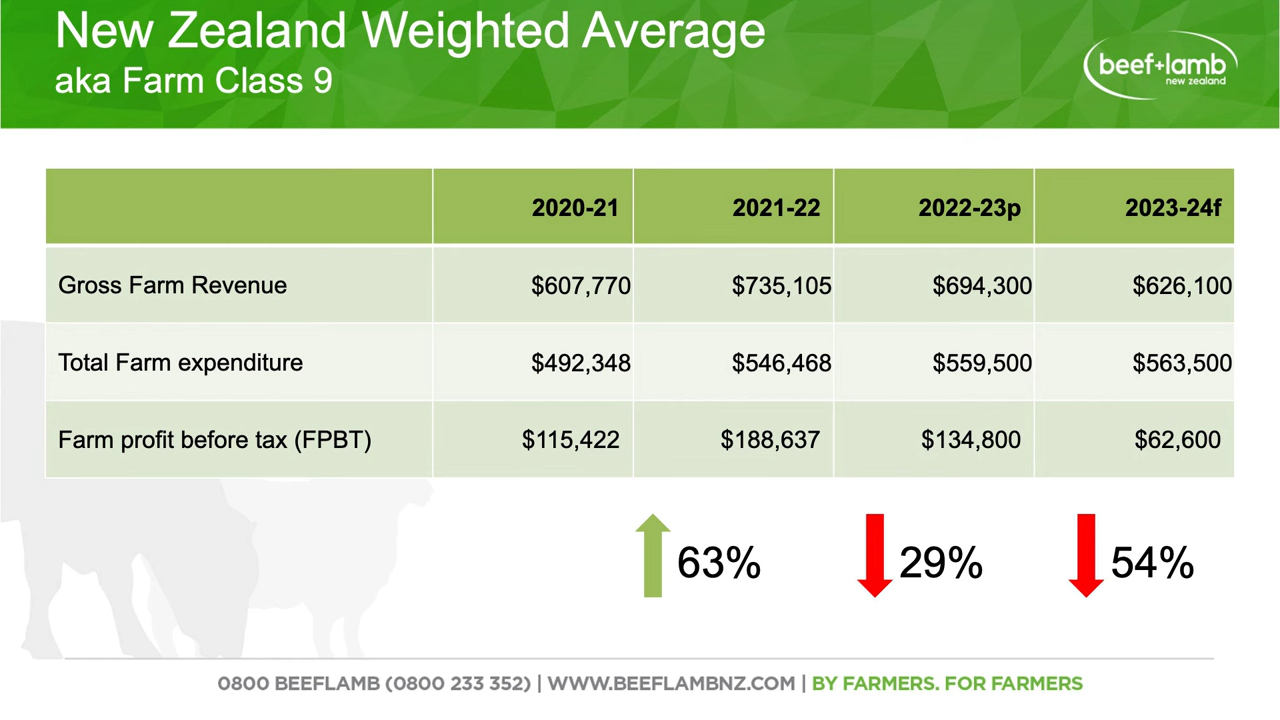 New Zealand Weighted Average
aka Farm Class 9
beef+lamb
new zealand
2020-21 2021-22 2022-23p 2023-24f
Gross Farm Revenue $607,770 $735,105 $694,300 $626,100
Total Farm expenditure $492,348 $546,468 $559,500 $563,500
Farm profit before tax (FPBT) $115,422 $188,637 $134,800 $62,600
63% 29% 54%
0800 BEEFLAMB (0800 233 352) | WWW.BEEFLAMBNZ.COM | BY FARMERS. FOR FARMERS